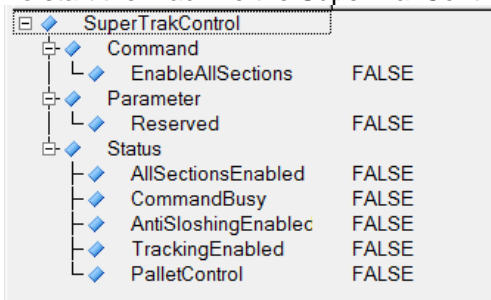 SuperTrakControl
Command
EnableAllSections FALSE
Parameter
Reserved FALSE
Status
AllSectionsEnabled FALSE
CommandBusy FALSE
AntiSloshingEnablec FALSE
TrackingEnabled FALSE
PalletControl FALSE